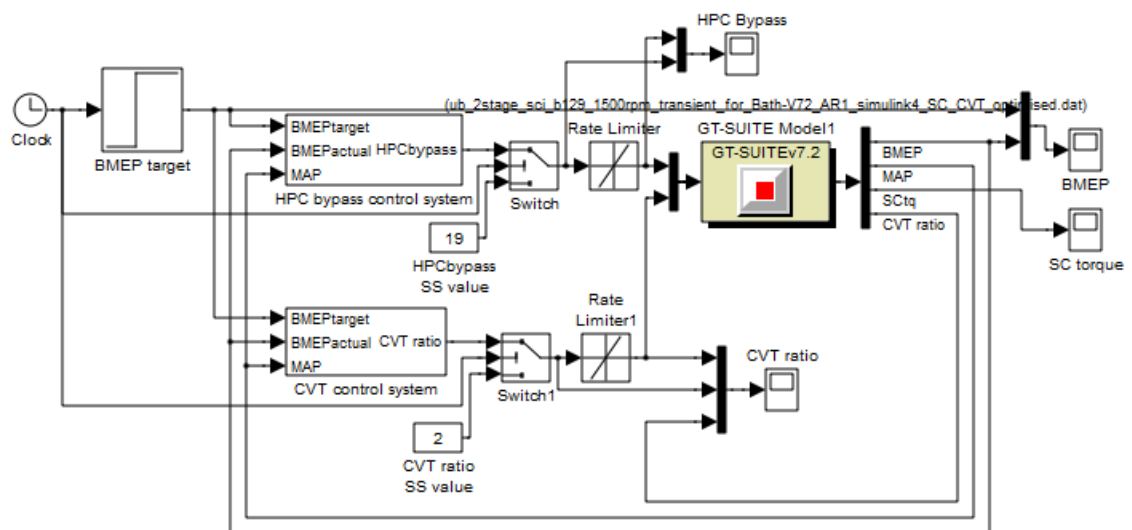 HPC Bypass
(ub_2stage_sci_b129_1500rpm_transient_for_Bath-V72_AR1_simulink4_SC_CVT_optimised.dat)
Clock
BMEP target
BMEPtarget
BMEPactual
HPCbypass
MAP
HPC bypass control system
Switch
Rate Limiter
GT-SUITE Model1
GT-SUITEv7.2
BMEP
MAP
SCtq
CVT ratio
BMEP
SC torque
19
HPCbypass
SS value
BMEPtarget
BMEPactual
CVT ratio
MAP
CVT control system
Switch1
Rate
Limiter1
CVT ratio
2
CVT ratio
SS value